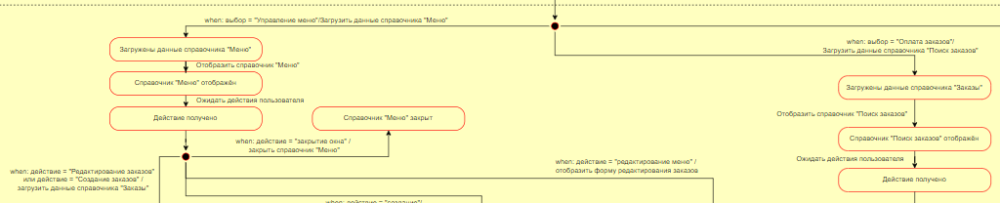 when: выбор = "Управление меню"/Загрузить данные справочника "Меню"
when: выбор = "Оплата заказов"/
Загрузить данные справочника "Поиск заказов"
Загружены данные справочника "Меню"
Отобразить справочник "Меню"
Справочник "Меню" отображён
Загружены данные справочника "Заказы"
Ожидать действия пользователя
Действие получено
Справочник "Меню" закрыт
Отобразить справочник "Поиск заказов"
when: действие = "закрытие окна" /
закрыть справочник "Меню"
Справочник "Поиск заказов" отображён
when: действие = "редактирование меню" /
отобразить форму редактирования заказов
Ожидать действия пользователя
when: действие = "Редактирование заказов"
или действие = "Создание заказов" /
загрузить данные справочника "Заказы"
Действие получено
when: действие = "создание"/